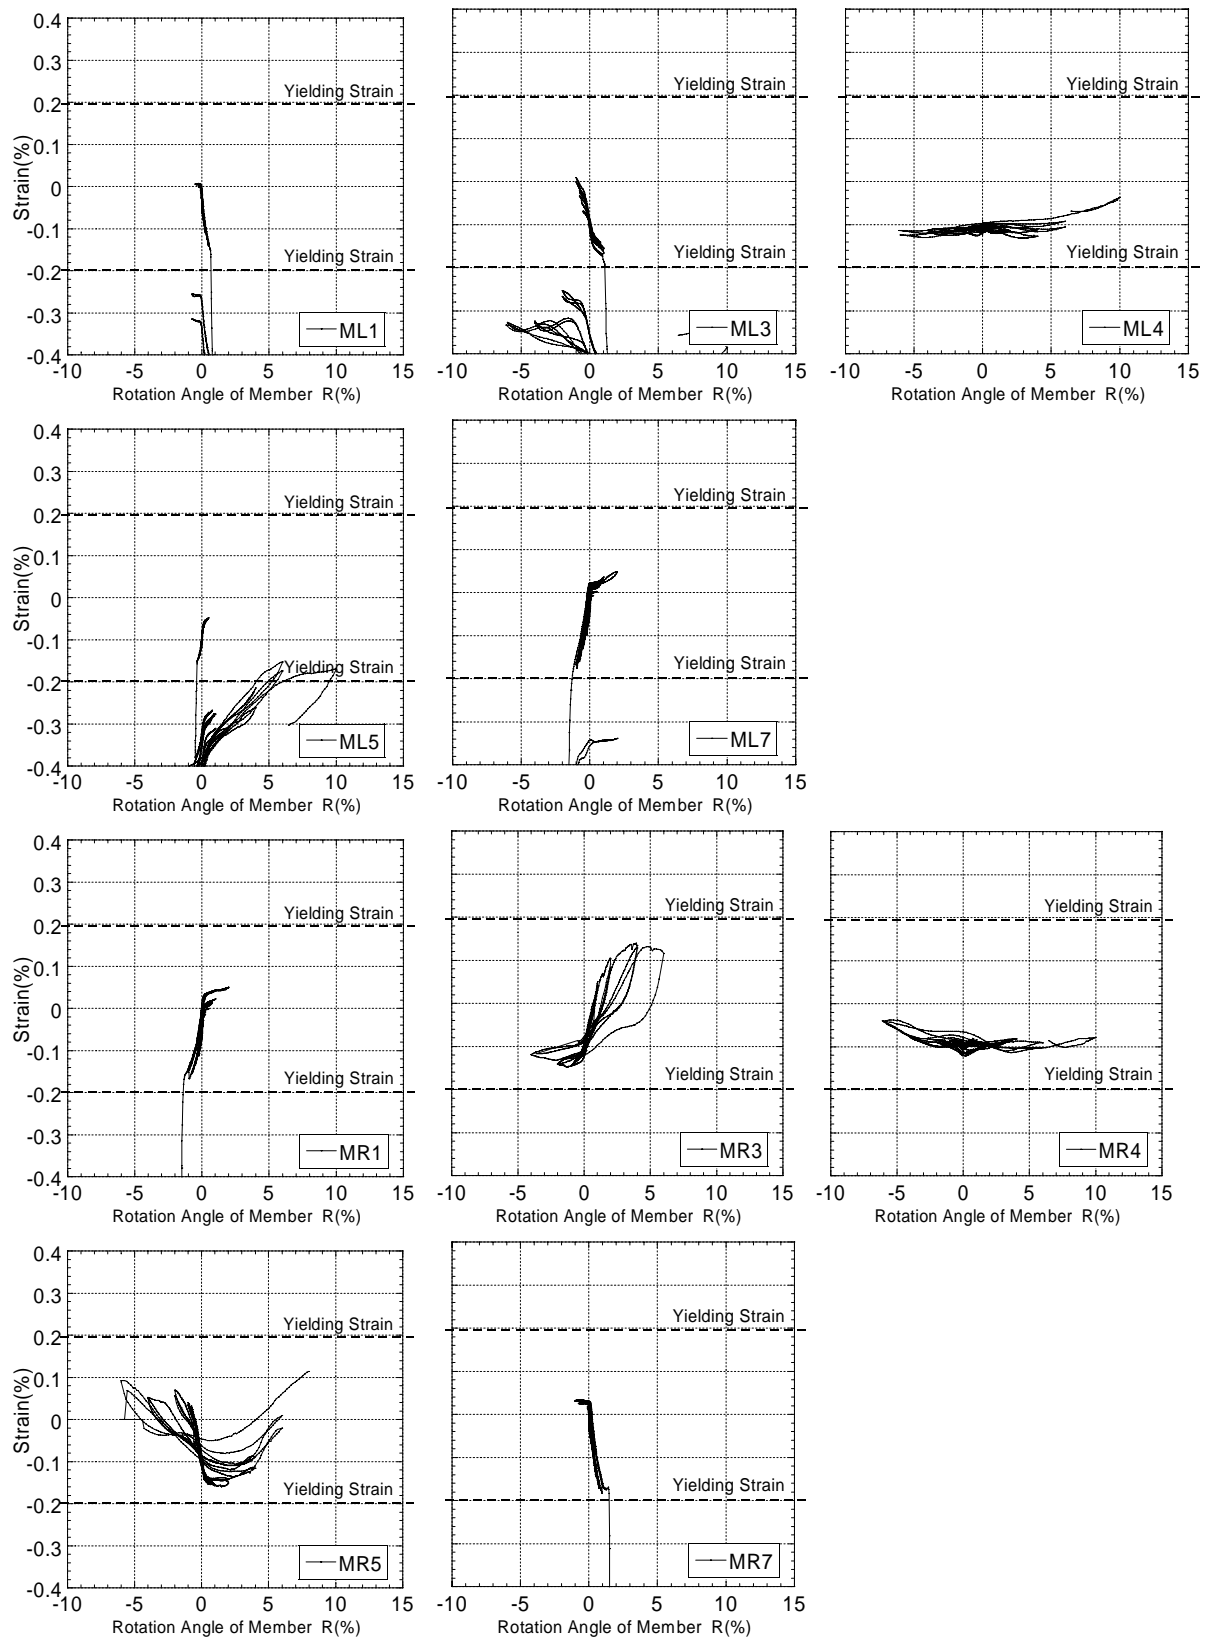 0.4
0.3
Yielding Strain
Yielding Strain
Yielding Strain
0.2
0.1
Strain(%)
0
-0.1
Yielding Strain
Yielding Strain
Yielding Strain
-0.2
-0.3
ML1
ML3
ML4
-0.4
-10 -5 0 5 10 15
-10 -5 0 5 10 15
-10 -5 0 5 10 15
Rotation Angle of Member R(%)
Rotation Angle of Member R(%)
Rotation Angle of Member R(%)
0.4
0.3
Yielding Strain
Yielding Strain
0.2
0.1
Strain(%)
0
-0.1
Yielding Strain
Yielding Strain
-0.2
-0.3
ML5
ML7
-0.4
-10 -5 0 5 10 15
-10 -5 0 5 10 15
Rotation Angle of Member R(%)
Rotation Angle of Member R(%)
0.4
0.3
Yielding Strain
Yielding Strain
Yielding Strain
0.2
0.1
Strain(%)
0
-0.1
Yielding Strain
Yielding Strain
Yielding Strain
-0.2
-0.3
MR1
MR3
MR4
-0.4
-10 -5 0 5 10 15
-10 -5 0 5 10 15
-10 -5 0 5 10 15
Rotation Angle of Member R(%)
Rotation Angle of Member R(%)
Rotation Angle of Member R(%)
0.4
0.3
Yielding Strain
Yielding Strain
0.2
0.1
Strain(%)
0
-0.1
Yielding Strain
Yielding Strain
-0.2
-0.3
MR5
MR7
-0.4
-10 -5 0 5 10 15
-10 -5 0 5 10 15
Rotation Angle of Member R(%)
Rotation Angle of Member R(%)